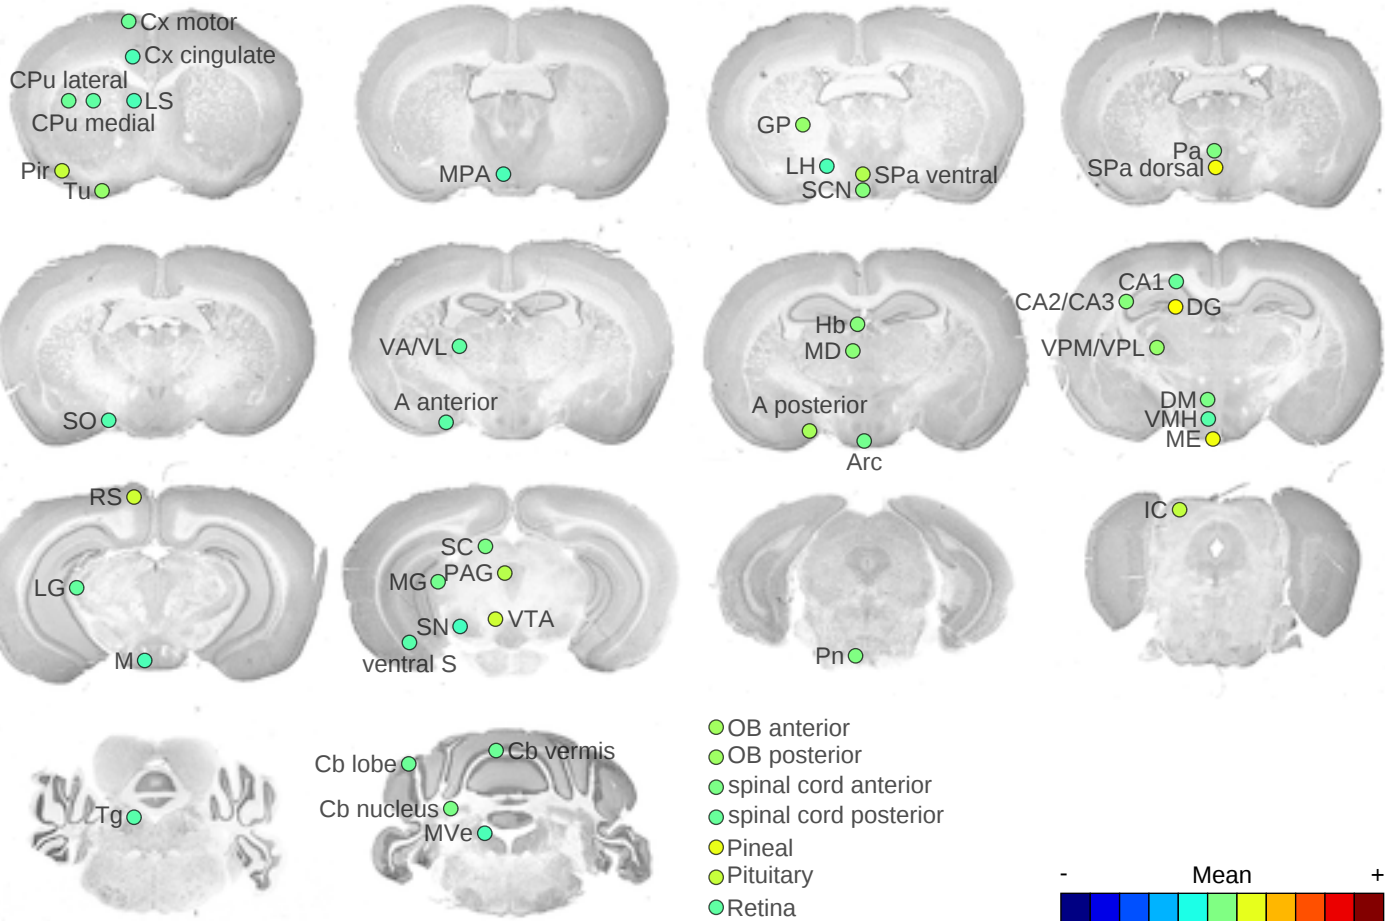 Cx motor
Cx cingulate
CPu lateral
LS
CPu medial
Pir
Tu
MPA
GP
LH
SPa ventral
SCN
Pa
SPa dorsal
SO
VA/VL
A anterior
Hb
MD
A posterior
Arc
CA1
CA2/CA3
DG
VPM/VPL
DM
VMH
ME
RS
LG
M
SC
PAG
MG
VTA
SN
ventral S
Pn
IC
Tg
Cb vermis
Cb lobe
Cb nucleus
MVe
OB anterior
OB posterior
spinal cord anterior
spinal cord posterior
Pineal
Pituitary
Retina
- Mean +